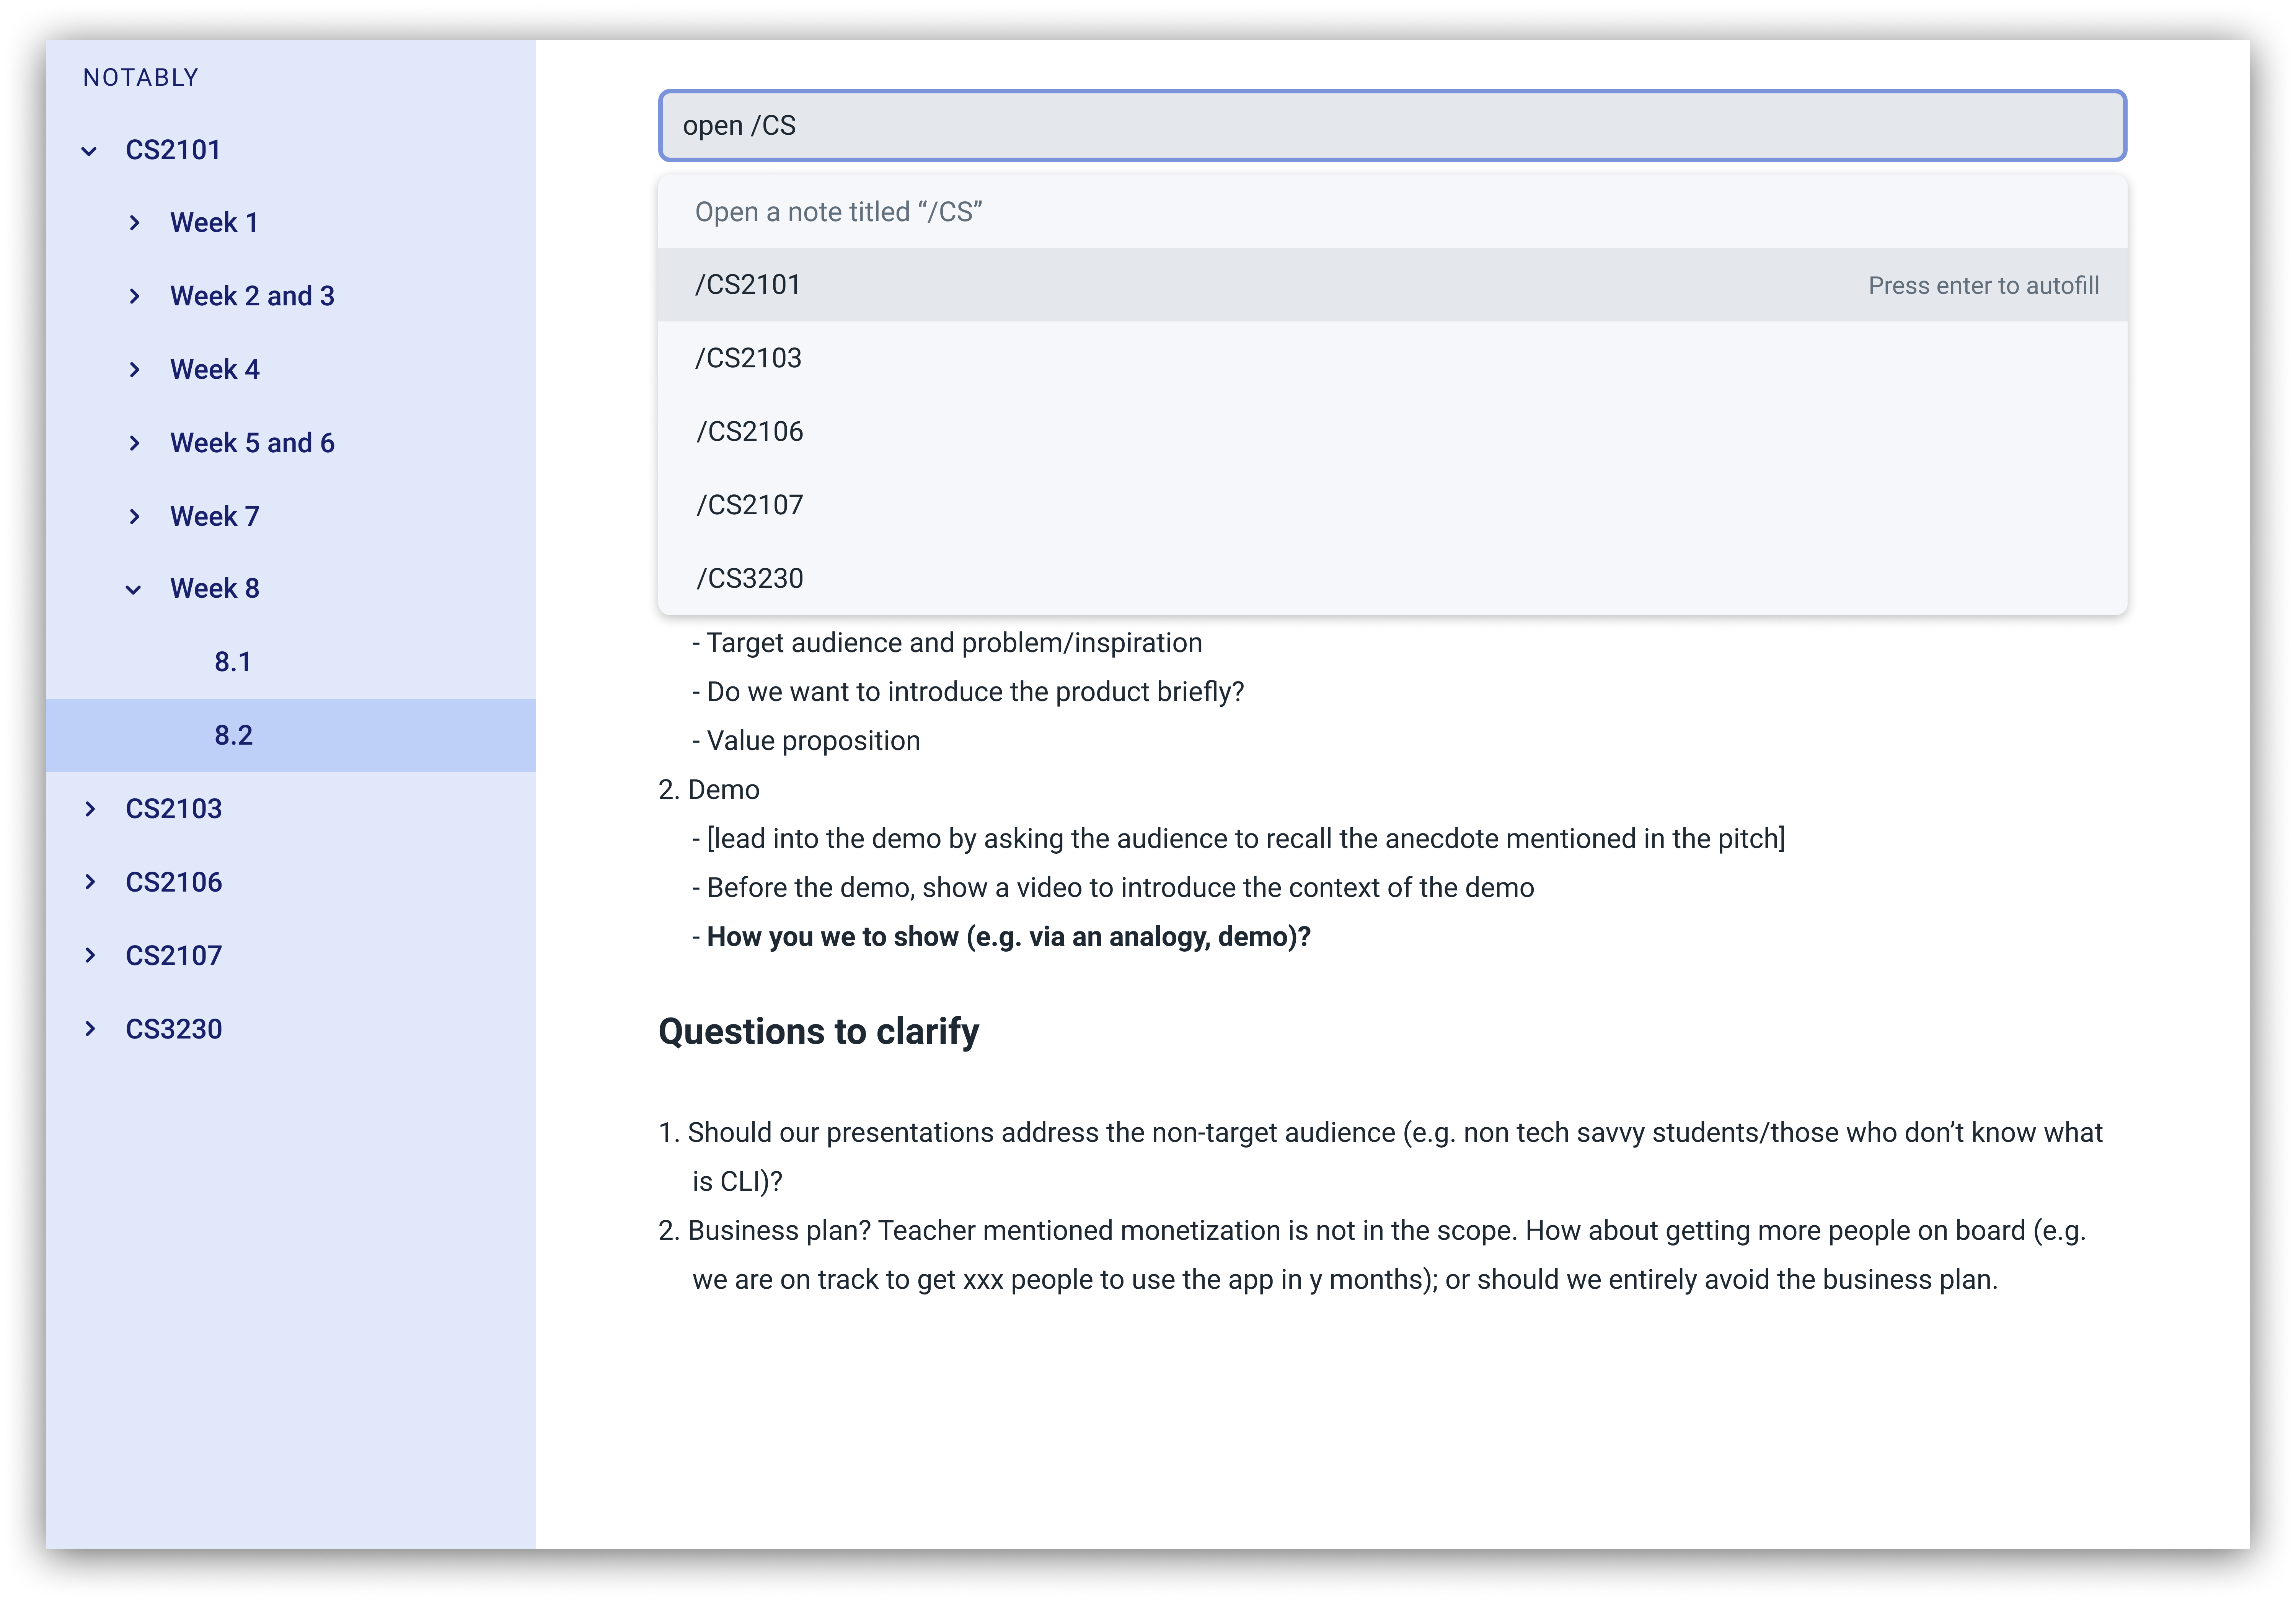 NOTABLY
CS2101
Week 1
Week 2 and 3
Week 4
Week 5 and 6
Week 7
Week 8
8.1
8.2
CS2103
CS2106
CS2107
CS3230
open /CS
Open a note titled “/CS”
/CS2101 Press enter to autofill
/CS2103
/CS2106
/CS2107
/CS3230
- Target audience and problem/inspiration
- Do we want to introduce the product briefly?
- Value proposition
2. Demo
- [lead into the demo by asking the audience to recall the anecdote mentioned in the pitch]
- Before the demo, show a video to introduce the context of the demo
- How you we to show (e.g. via an analogy, demo)?
Questions to clarify
1. Should our presentations address the non-target audience (e.g. non tech savvy students/those who don’t know what
is CLI)?
2. Business plan? Teacher mentioned monetization is not in the scope. How about getting more people on board (e.g.
we are on track to get xxx people to use the app in y months); or should we entirely avoid the business plan.